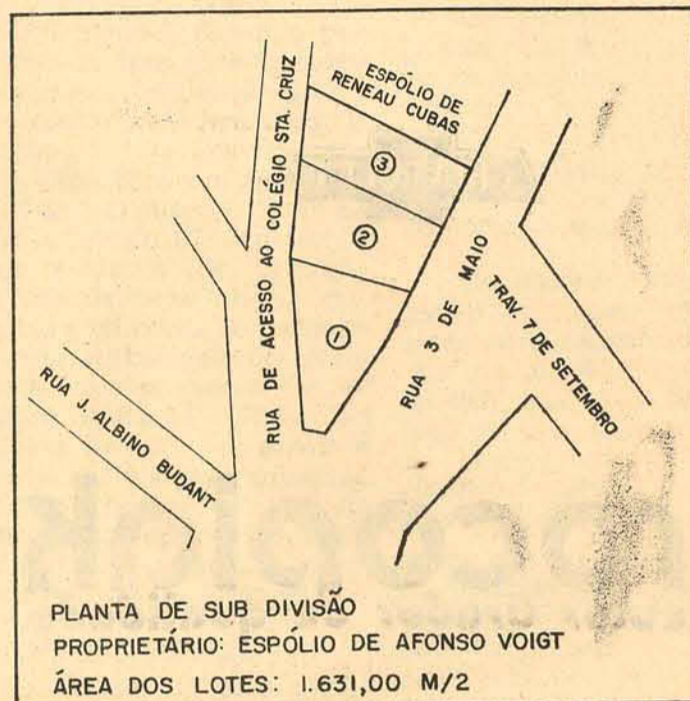 ESPÓLIO DE
RENEAU CUBAS
RUA DE ACESSO AO COLÉGIO STA. CRUZ
3
2
1
RUA 3 DE MAIO
TRAV. 7 DE SETEMBRO
RUA J. ALBINO BUDANT
PLANTA DE SUB DIVISÃO
PROPRIETÁRIO: ESPÓLIO DE AFONSO VOIGT
ÁREA DOS LOTES: 1.631,00 M/2